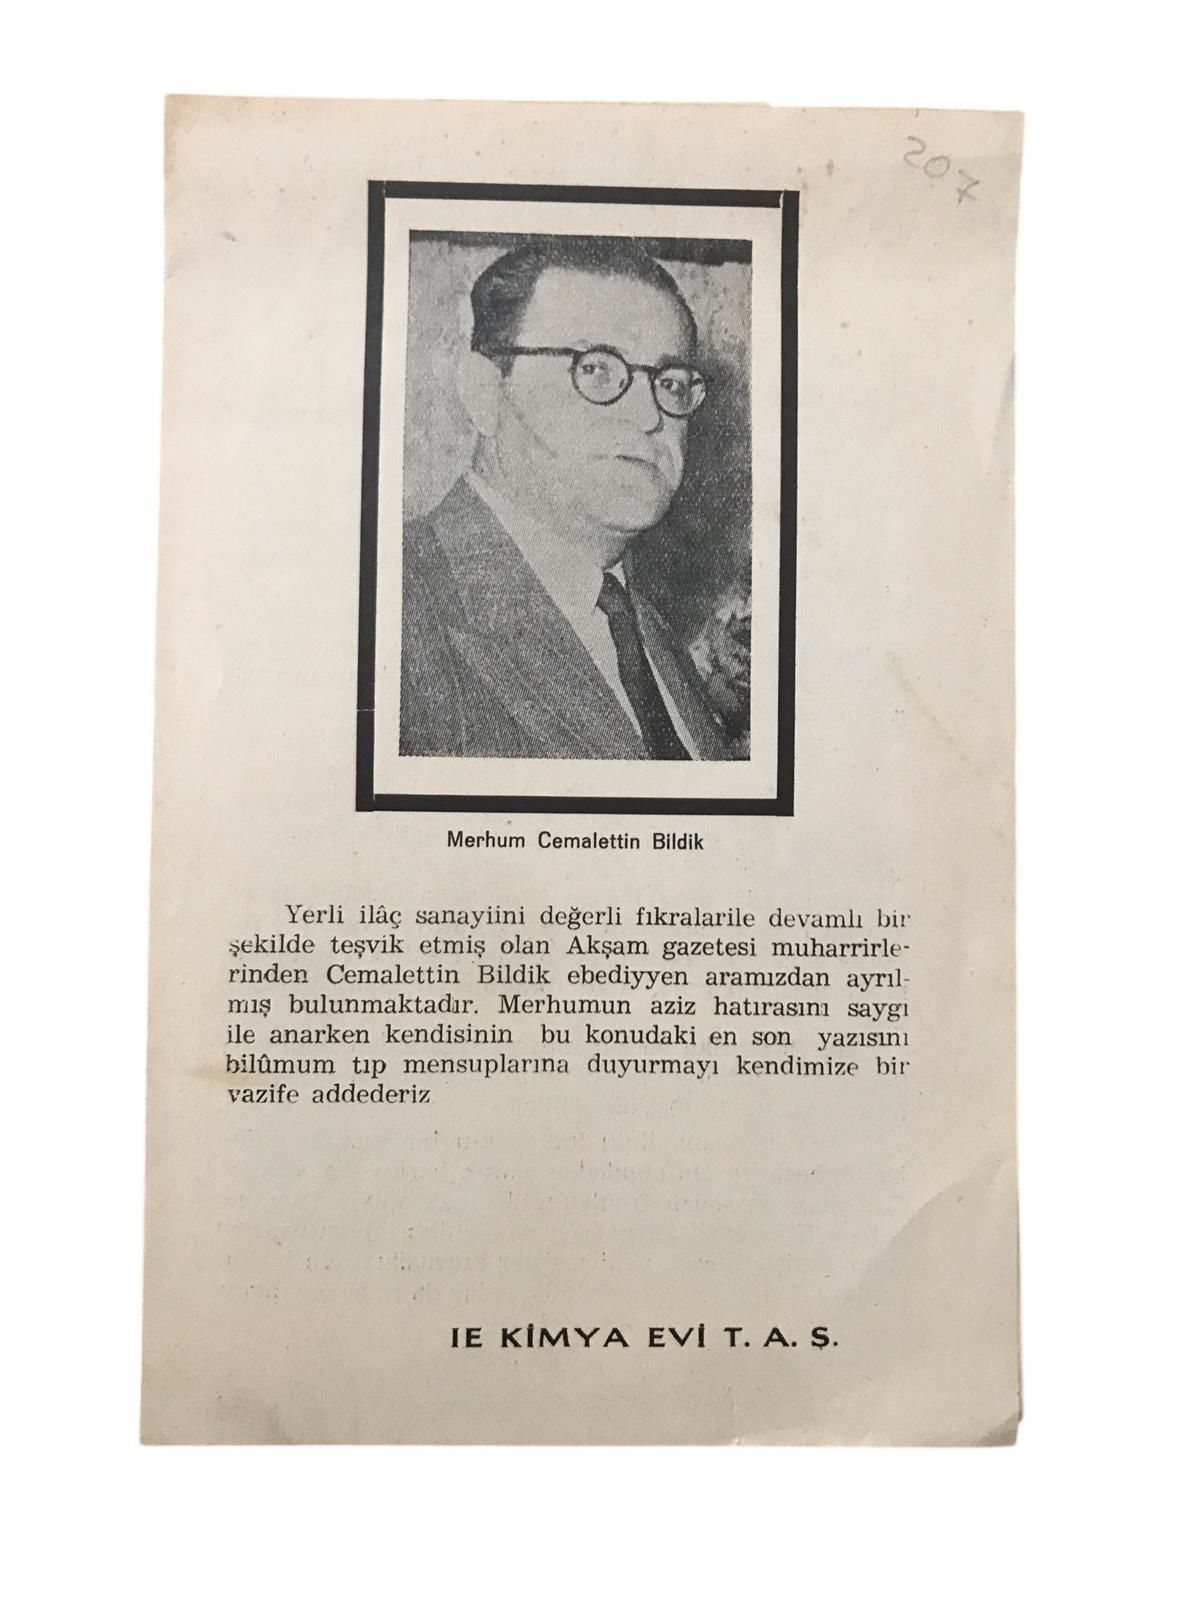 207
Merhum Cemalettin Bildik
Yerli ilâç sanayiini değerli fıkralarile devamlı bir
şekilde teşvik etmiş olan Akşam gazetesi muharrirle-
rinden Cemalettin Bildik ebediyyen aramızdan ayrıl-
mış bulunmaktadır. Merhumun aziz hatırasını saygı
ile anarken kendisinin bu konudaki en son yazısını
bilûmum tıp mensuplarına duyurmayı kendimize bir
vazife addederiz
IE KİMYA EVİ T. A. Ş.